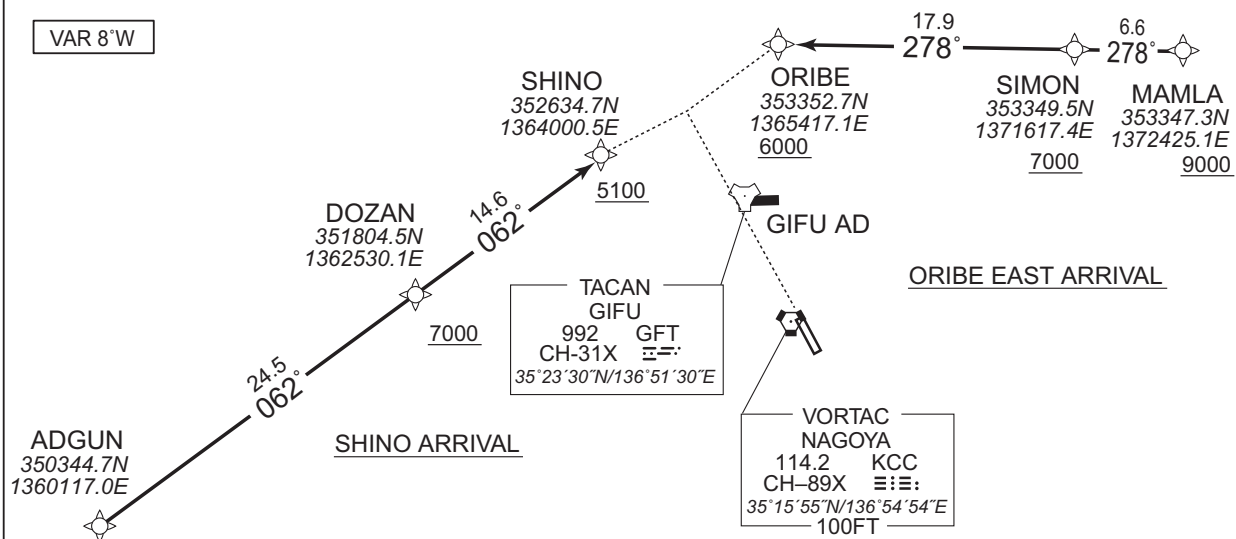 VAR 8°W
17.9
278°
6.6
278°
SHINO
352634.7N
1364000.5E
5100
ORIBE
353352.7N
1365417.1E
6000
SIMON
353349.5N
1371617.4E
7000
MAMLA
353347.3N
1372425.1E
9000
14.6
062°
DOZAN
351804.5N
1362530.1E
7000
GIFU AD
ORIBE EAST ARRIVAL
TACAN
GIFU
992 GFT
CH-31X
35°23´30˝N/136°51´30˝E
24.5
062°
ADGUN
350344.7N
1360117.0E
SHINO ARRIVAL
VORTAC
NAGOYA
114.2 KCC
CH–89X
35°15´55˝N/136°54´54˝E
100FT